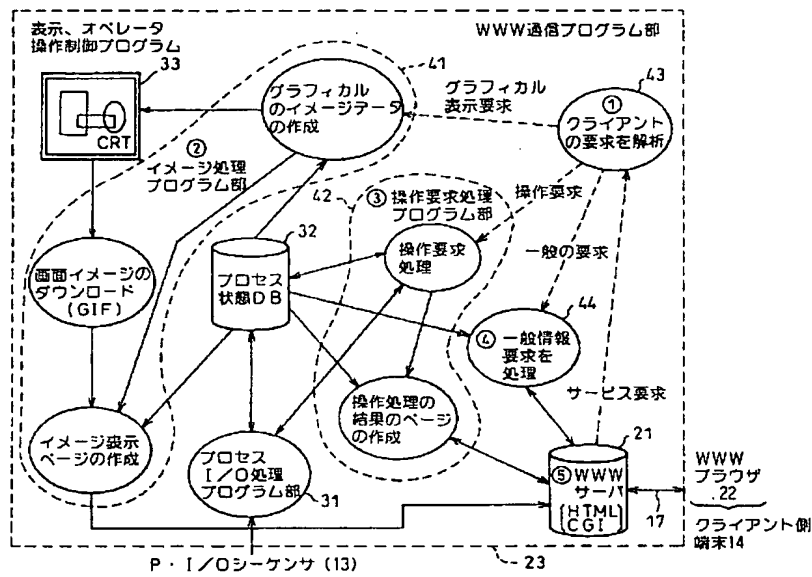 表示、オペレータ
操作制御プログラム
33
CRT
WWW通信プログラム部
41
グラフィカル
のイメージデータ
の作成
グラフィカル
表示要求
43
①
クライアント
の要求を解析
②
イメージ処理
プログラム部
42
③操作要求処理
プログラム部
操作要求
32
操作要求
処理
一般の要求
画面イメージの
ダウンロード
(GIF)
プロセス
状態DB
44
④一般情報
要求を
処理
サービス要求
イメージ表示
ページの作成
プロセス
I/O処理
プログラム部
31
操作処理の
結果のページ
の作成
21
⑤WWW
サーバ
[HTML
CGI]
17
WWW
ブラウザ
22
クライアント側
端末14
23
P・I/Oシーケンサ(13)